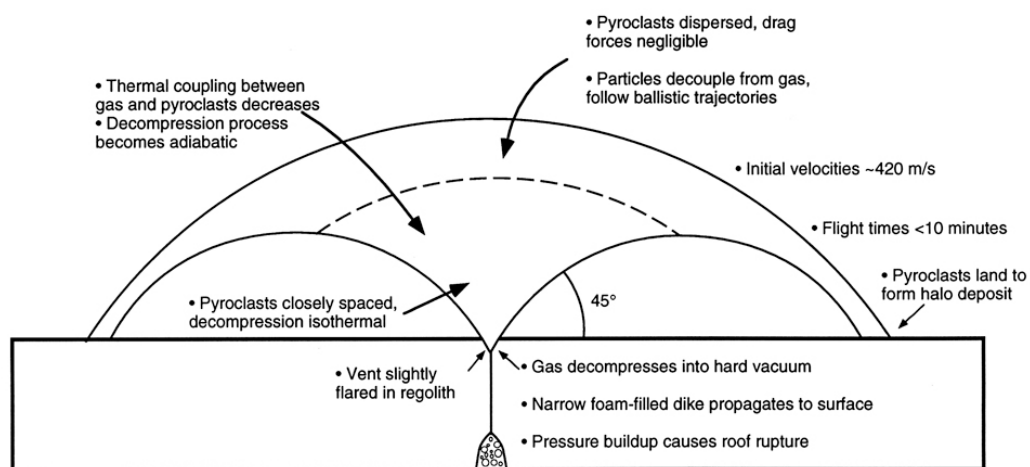 • Pyroclasts dispersed, drag
forces negligible
• Particles decouple from gas,
follow ballistic trajectories
• Thermal coupling between
gas and pyroclasts decreases
• Decompression process
becomes adiabatic
• Initial velocities ~420 m/s
• Flight times <10 minutes
• Pyroclasts land to
form halo deposit
• Pyroclasts closely spaced,
decompression isothermal
45°
• Vent slightly
flared in regolith
• Gas decompresses into hard vacuum
• Narrow foam-filled dike propagates to surface
• Pressure buildup causes roof rupture